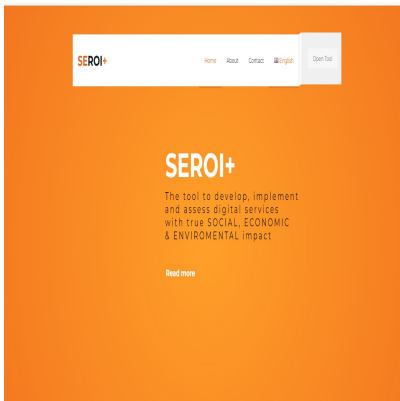 SEROI+
Home About Contact English Open Tool
SEROI+
The tool to develop, implement
and assess digital services
with true SOCIAL, ECONOMIC
& ENVIROMENTAL impact
Read more